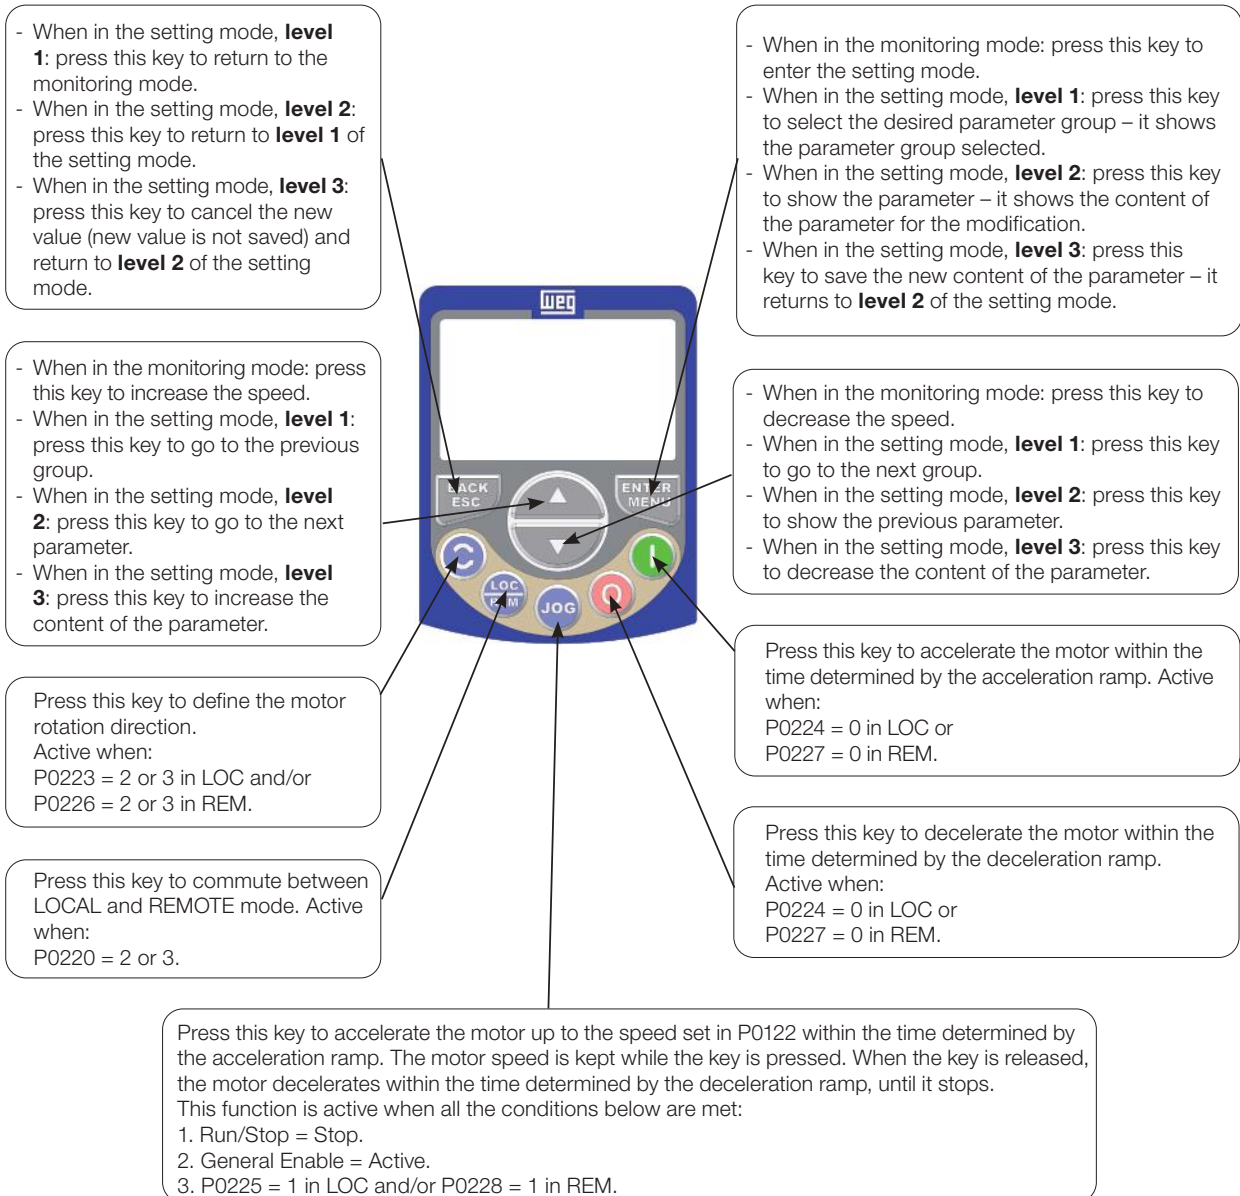 - When in the setting mode, level
1: press this key to return to the
monitoring mode.
- When in the setting mode, level 2:
press this key to return to level 1 of
the setting mode.
- When in the setting mode, level 3:
press this key to cancel the new
value (new value is not saved) and
return to level 2 of the setting
mode.
- When in the monitoring mode: press this key to
enter the setting mode.
- When in the setting mode, level 1: press this key
to select the desired parameter group – it shows
the parameter group selected.
- When in the setting mode, level 2: press this key
to show the parameter – it shows the content of
the parameter for the modification.
- When in the setting mode, level 3: press this
key to save the new content of the parameter – it
returns to level 2 of the setting mode.
- When in the monitoring mode: press
this key to increase the speed.
- When in the setting mode, level 1:
press this key to go to the previous
group.
- When in the setting mode, level
2: press this key to go to the next
parameter.
- When in the setting mode, level
3: press this key to increase the
content of the parameter.
- When in the monitoring mode: press this key to
decrease the speed.
- When in the setting mode, level 1: press this key
to go to the next group.
- When in the setting mode, level 2: press this key
to show the previous parameter.
- When in the setting mode, level 3: press this key
to decrease the content of the parameter.
weg
BACK
ESC
ENTER
MENU
LOC
REM
JOG
Press this key to define the motor
rotation direction.
Active when:
P0223 = 2 or 3 in LOC and/or
P0226 = 2 or 3 in REM.
Press this key to accelerate the motor within the
time determined by the acceleration ramp. Active
when:
P0224 = 0 in LOC or
P0227 = 0 in REM.
Press this key to commute between
LOCAL and REMOTE mode. Active
when:
P0220 = 2 or 3.
Press this key to decelerate the motor within the
time determined by the deceleration ramp.
Active when:
P0224 = 0 in LOC or
P0227 = 0 in REM.
Press this key to accelerate the motor up to the speed set in P0122 within the time determined by
the acceleration ramp. The motor speed is kept while the key is pressed. When the key is released,
the motor decelerates within the time determined by the deceleration ramp, until it stops.
This function is active when all the conditions below are met:
1. Run/Stop = Stop.
2. General Enable = Active.
3. P0225 = 1 in LOC and/or P0228 = 1 in REM.